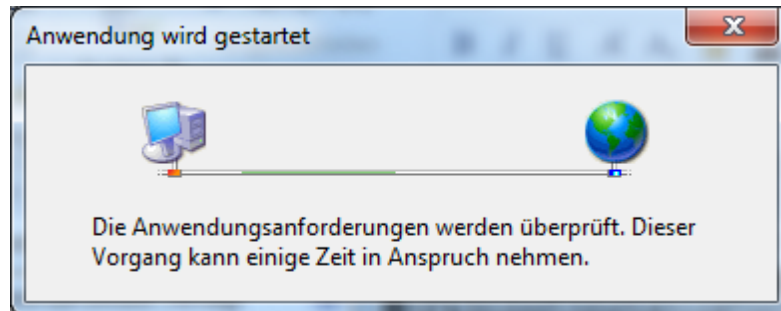 Anwendung wird gestartet
Die Anwendungsanforderungen werden überprüft. Dieser
Vorgang kann einige Zeit in Anspruch nehmen.